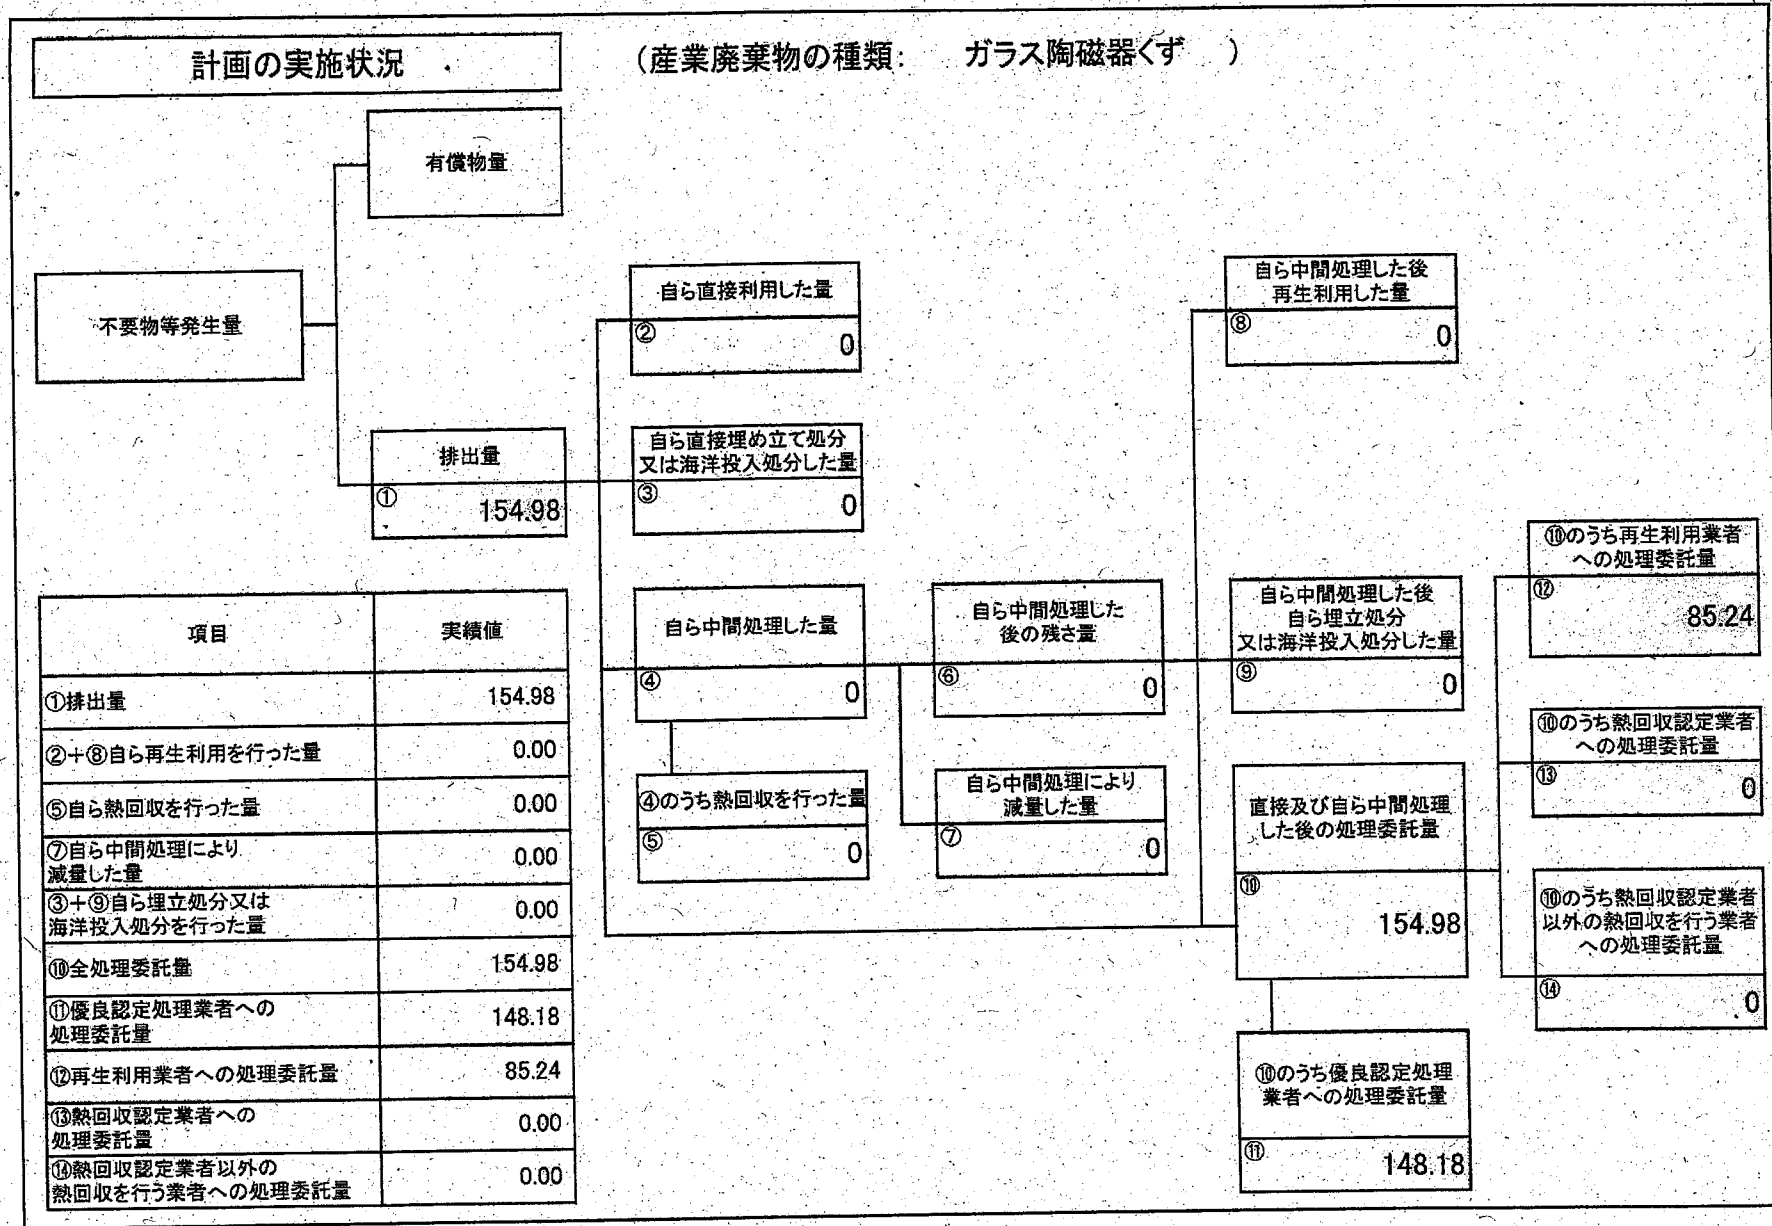 計画の実施状況
（産業廃棄物の種類： ガラス陶磁器くず ）
有償物量
不要物等発生量
排出量
① 154.98
自ら直接利用した量
② 0
自ら直接埋め立て処分
又は海洋投入処分した量
③ 0
自ら中間処理した量
④ 0
④のうち熱回収を行った量
⑤ 0
自ら中間処理した
後の残さ量
⑥ 0
自ら中間処理により
減量した量
⑦ 0
自ら中間処理した後
再生利用した量
⑧ 0
自ら中間処理した後
自ら埋立処分
又は海洋投入処分した量
⑨ 0
直接及び自ら中間処理
した後の処理委託量
⑩ 154.98
⑩のうち優良認定処理
業者への処理委託量
⑪ 148.18
⑩のうち再生利用業者
への処理委託量
⑫ 85.24
⑩のうち熱回収認定業者
への処理委託量
⑬ 0
⑩のうち熱回収認定業者
以外の熱回収を行う業者
への処理委託量
⑭ 0
項目 実績値
①排出量 154.98
②＋⑧自ら再生利用を行った量 0.00
⑤自ら熱回収を行った量 0.00
⑦自ら中間処理により
減量した量 0.00
③＋⑨自ら埋立処分又は
海洋投入処分を行った量 0.00
⑩全処理委託量 154.98
⑪優良認定処理業者への
処理委託量 148.18
⑫再生利用業者への処理委託量 85.24
⑬熱回収認定業者への
処理委託量 0.00
⑭熱回収認定業者以外の
熱回収を行う業者への処理委託量 0.00